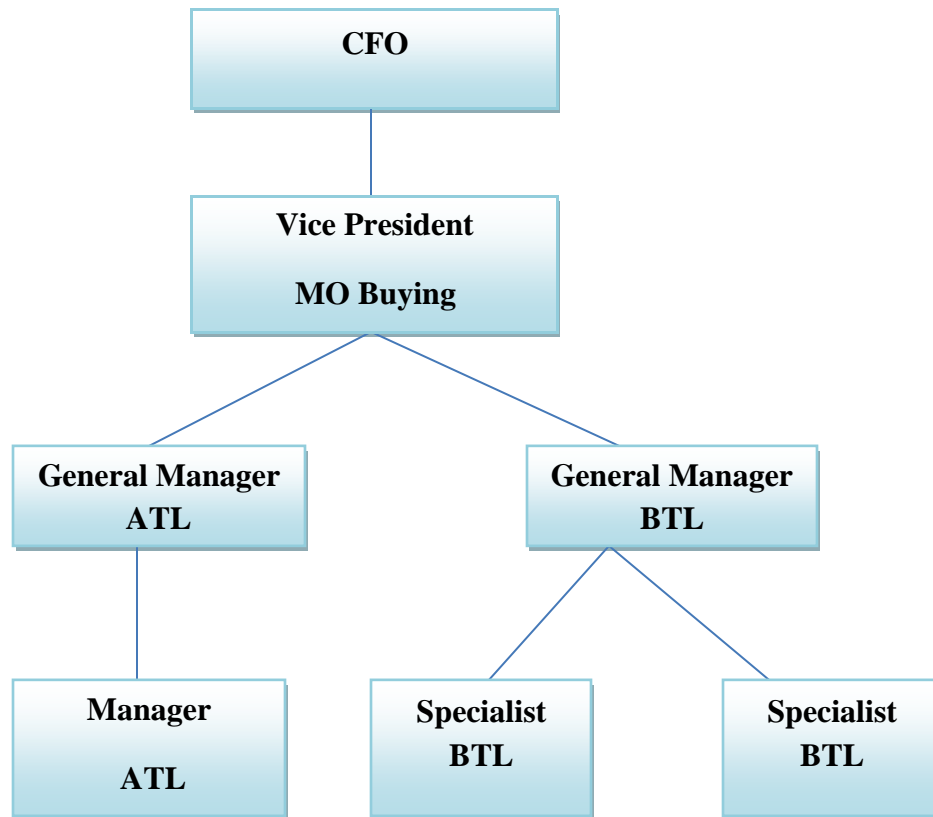 CFO
Vice President
MO Buying
General Manager
ATL
General Manager
BTL
Manager
ATL
Specialist
BTL
Specialist
BTL